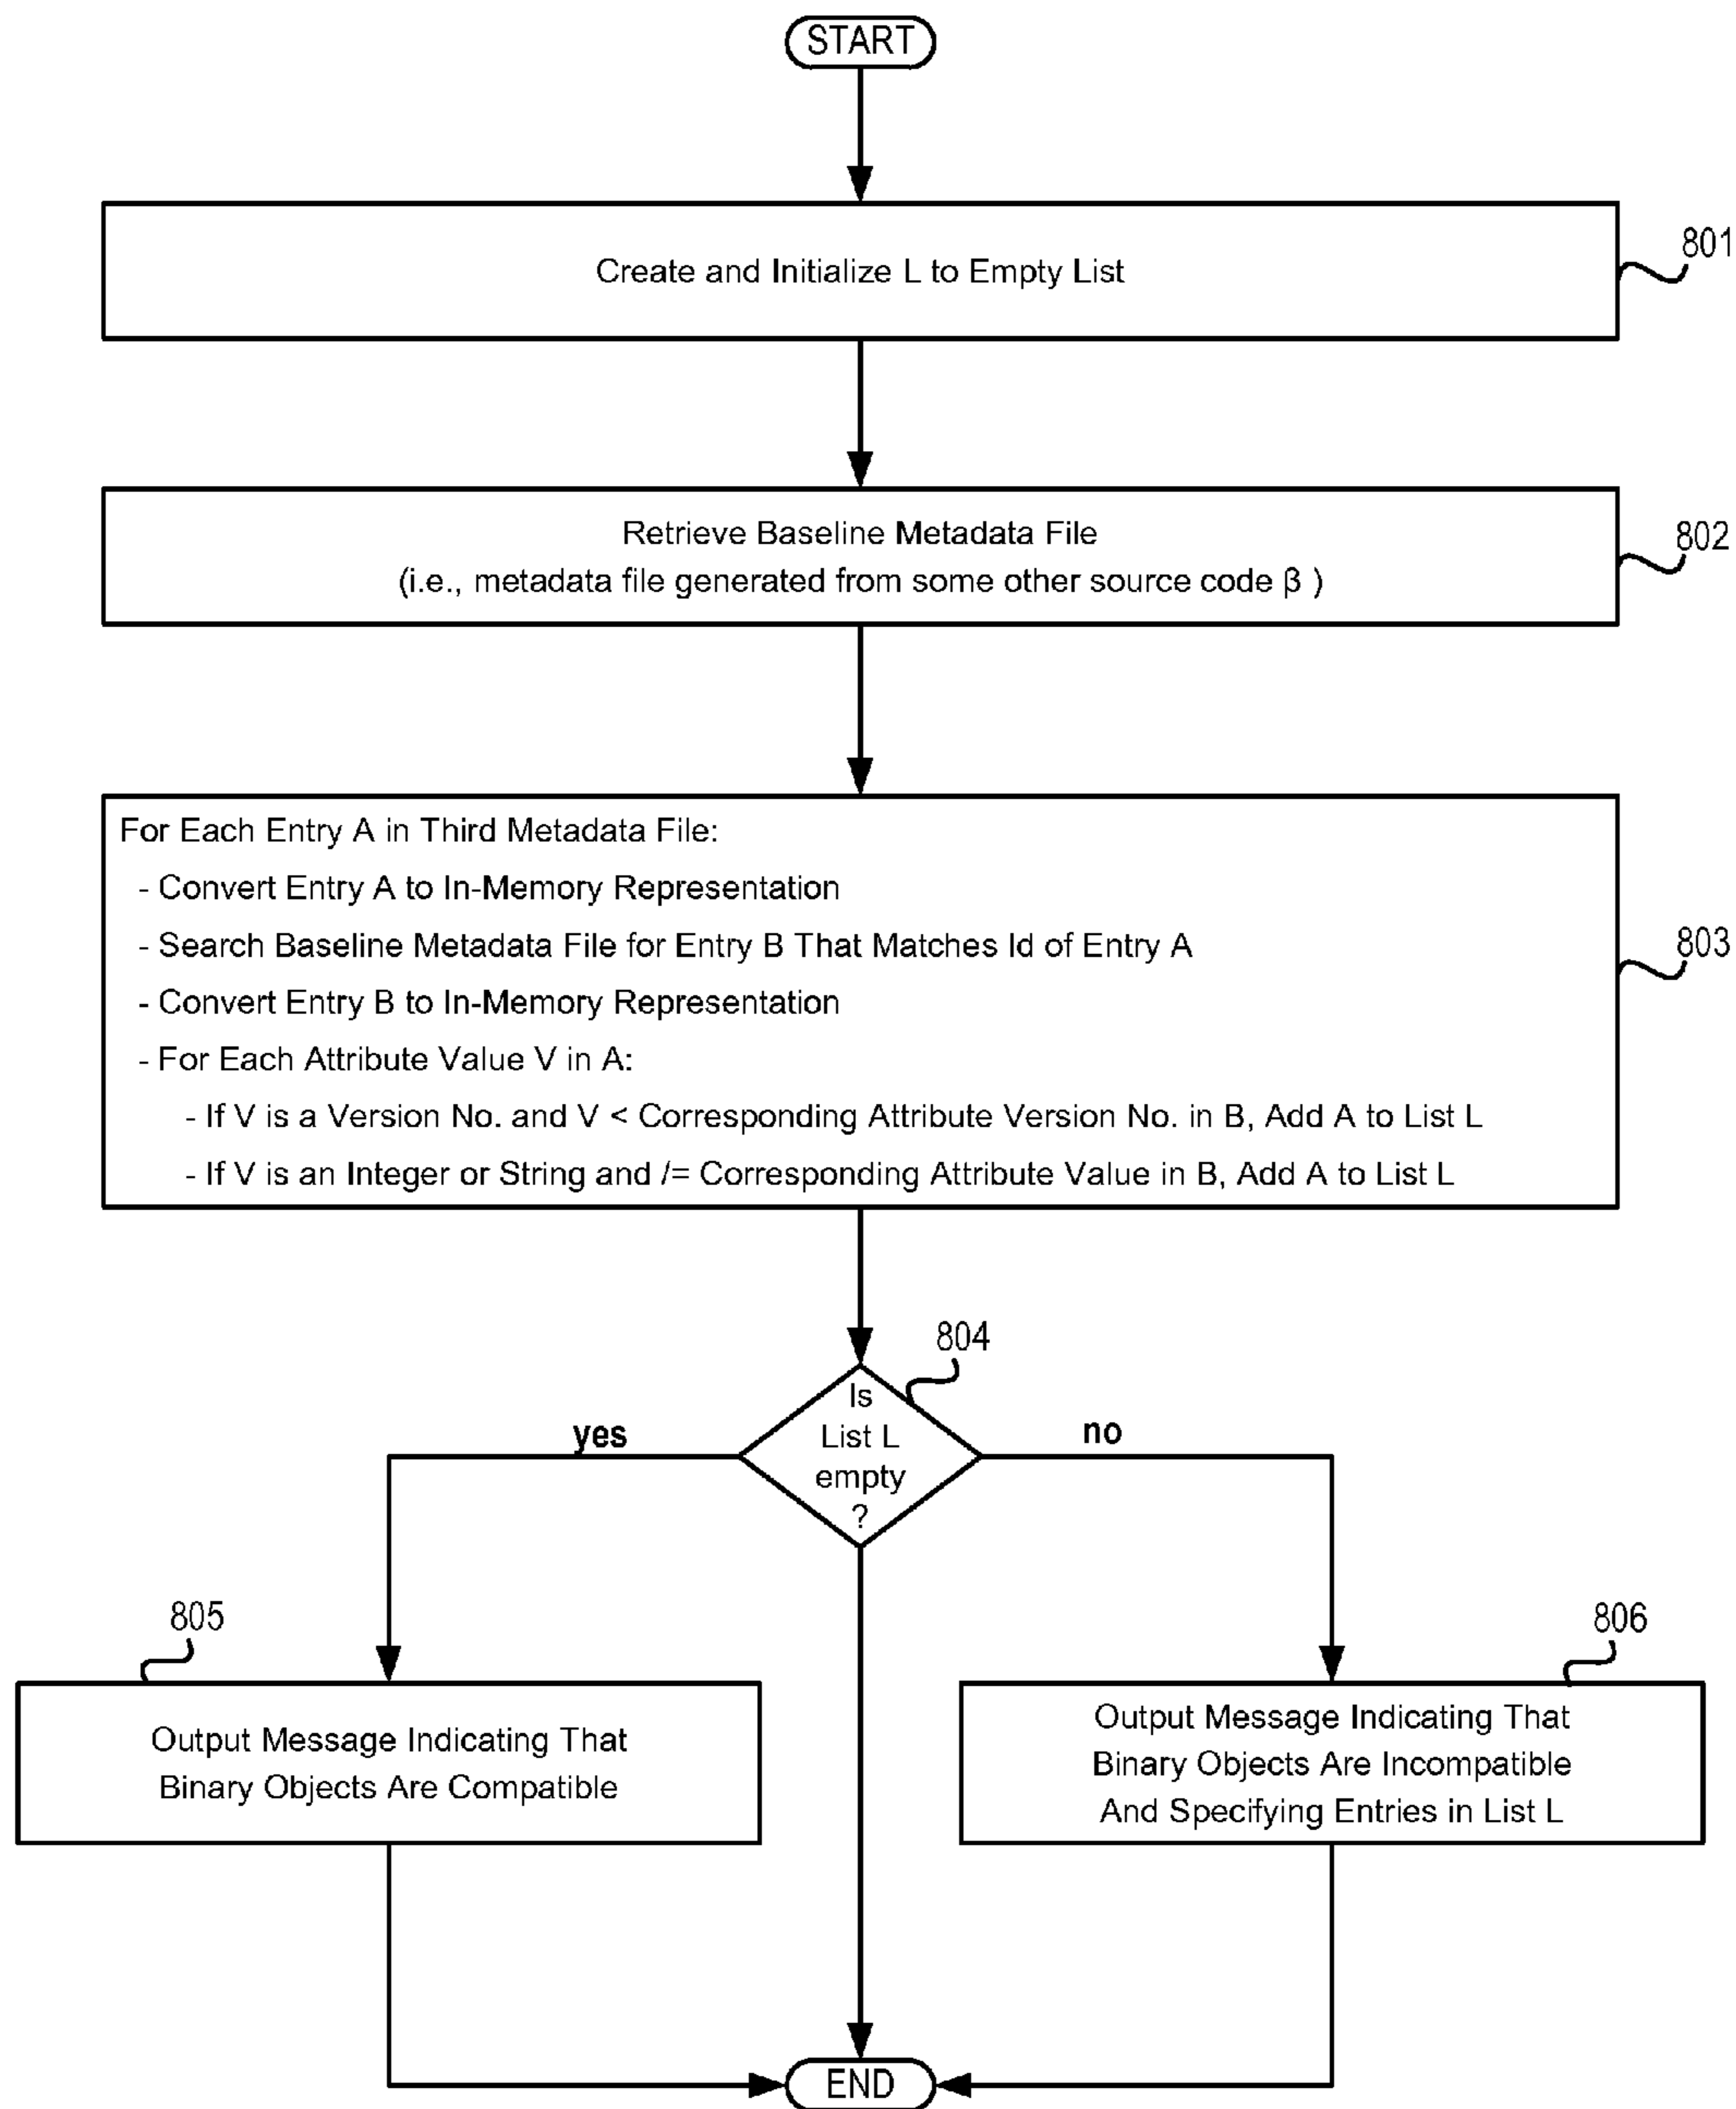 START
Create and Initialize L to Empty List
801
Retrieve Baseline Metadata File
(i.e., metadata file generated from some other source code β )
802
For Each Entry A in Third Metadata File:
- Convert Entry A to In-Memory Representation
- Search Baseline Metadata File for Entry B That Matches Id of Entry A
- Convert Entry B to In-Memory Representation
- For Each Attribute Value V in A:
- If V is a Version No. and V < Corresponding Attribute Version No. in B, Add A to List L
- If V is an Integer or String and /= Corresponding Attribute Value in B, Add A to List L
803
804
Is
List L
empty
?
yes
no
805
Output Message Indicating That
Binary Objects Are Compatible
806
Output Message Indicating That
Binary Objects Are Incompatible
And Specifying Entries in List L
END